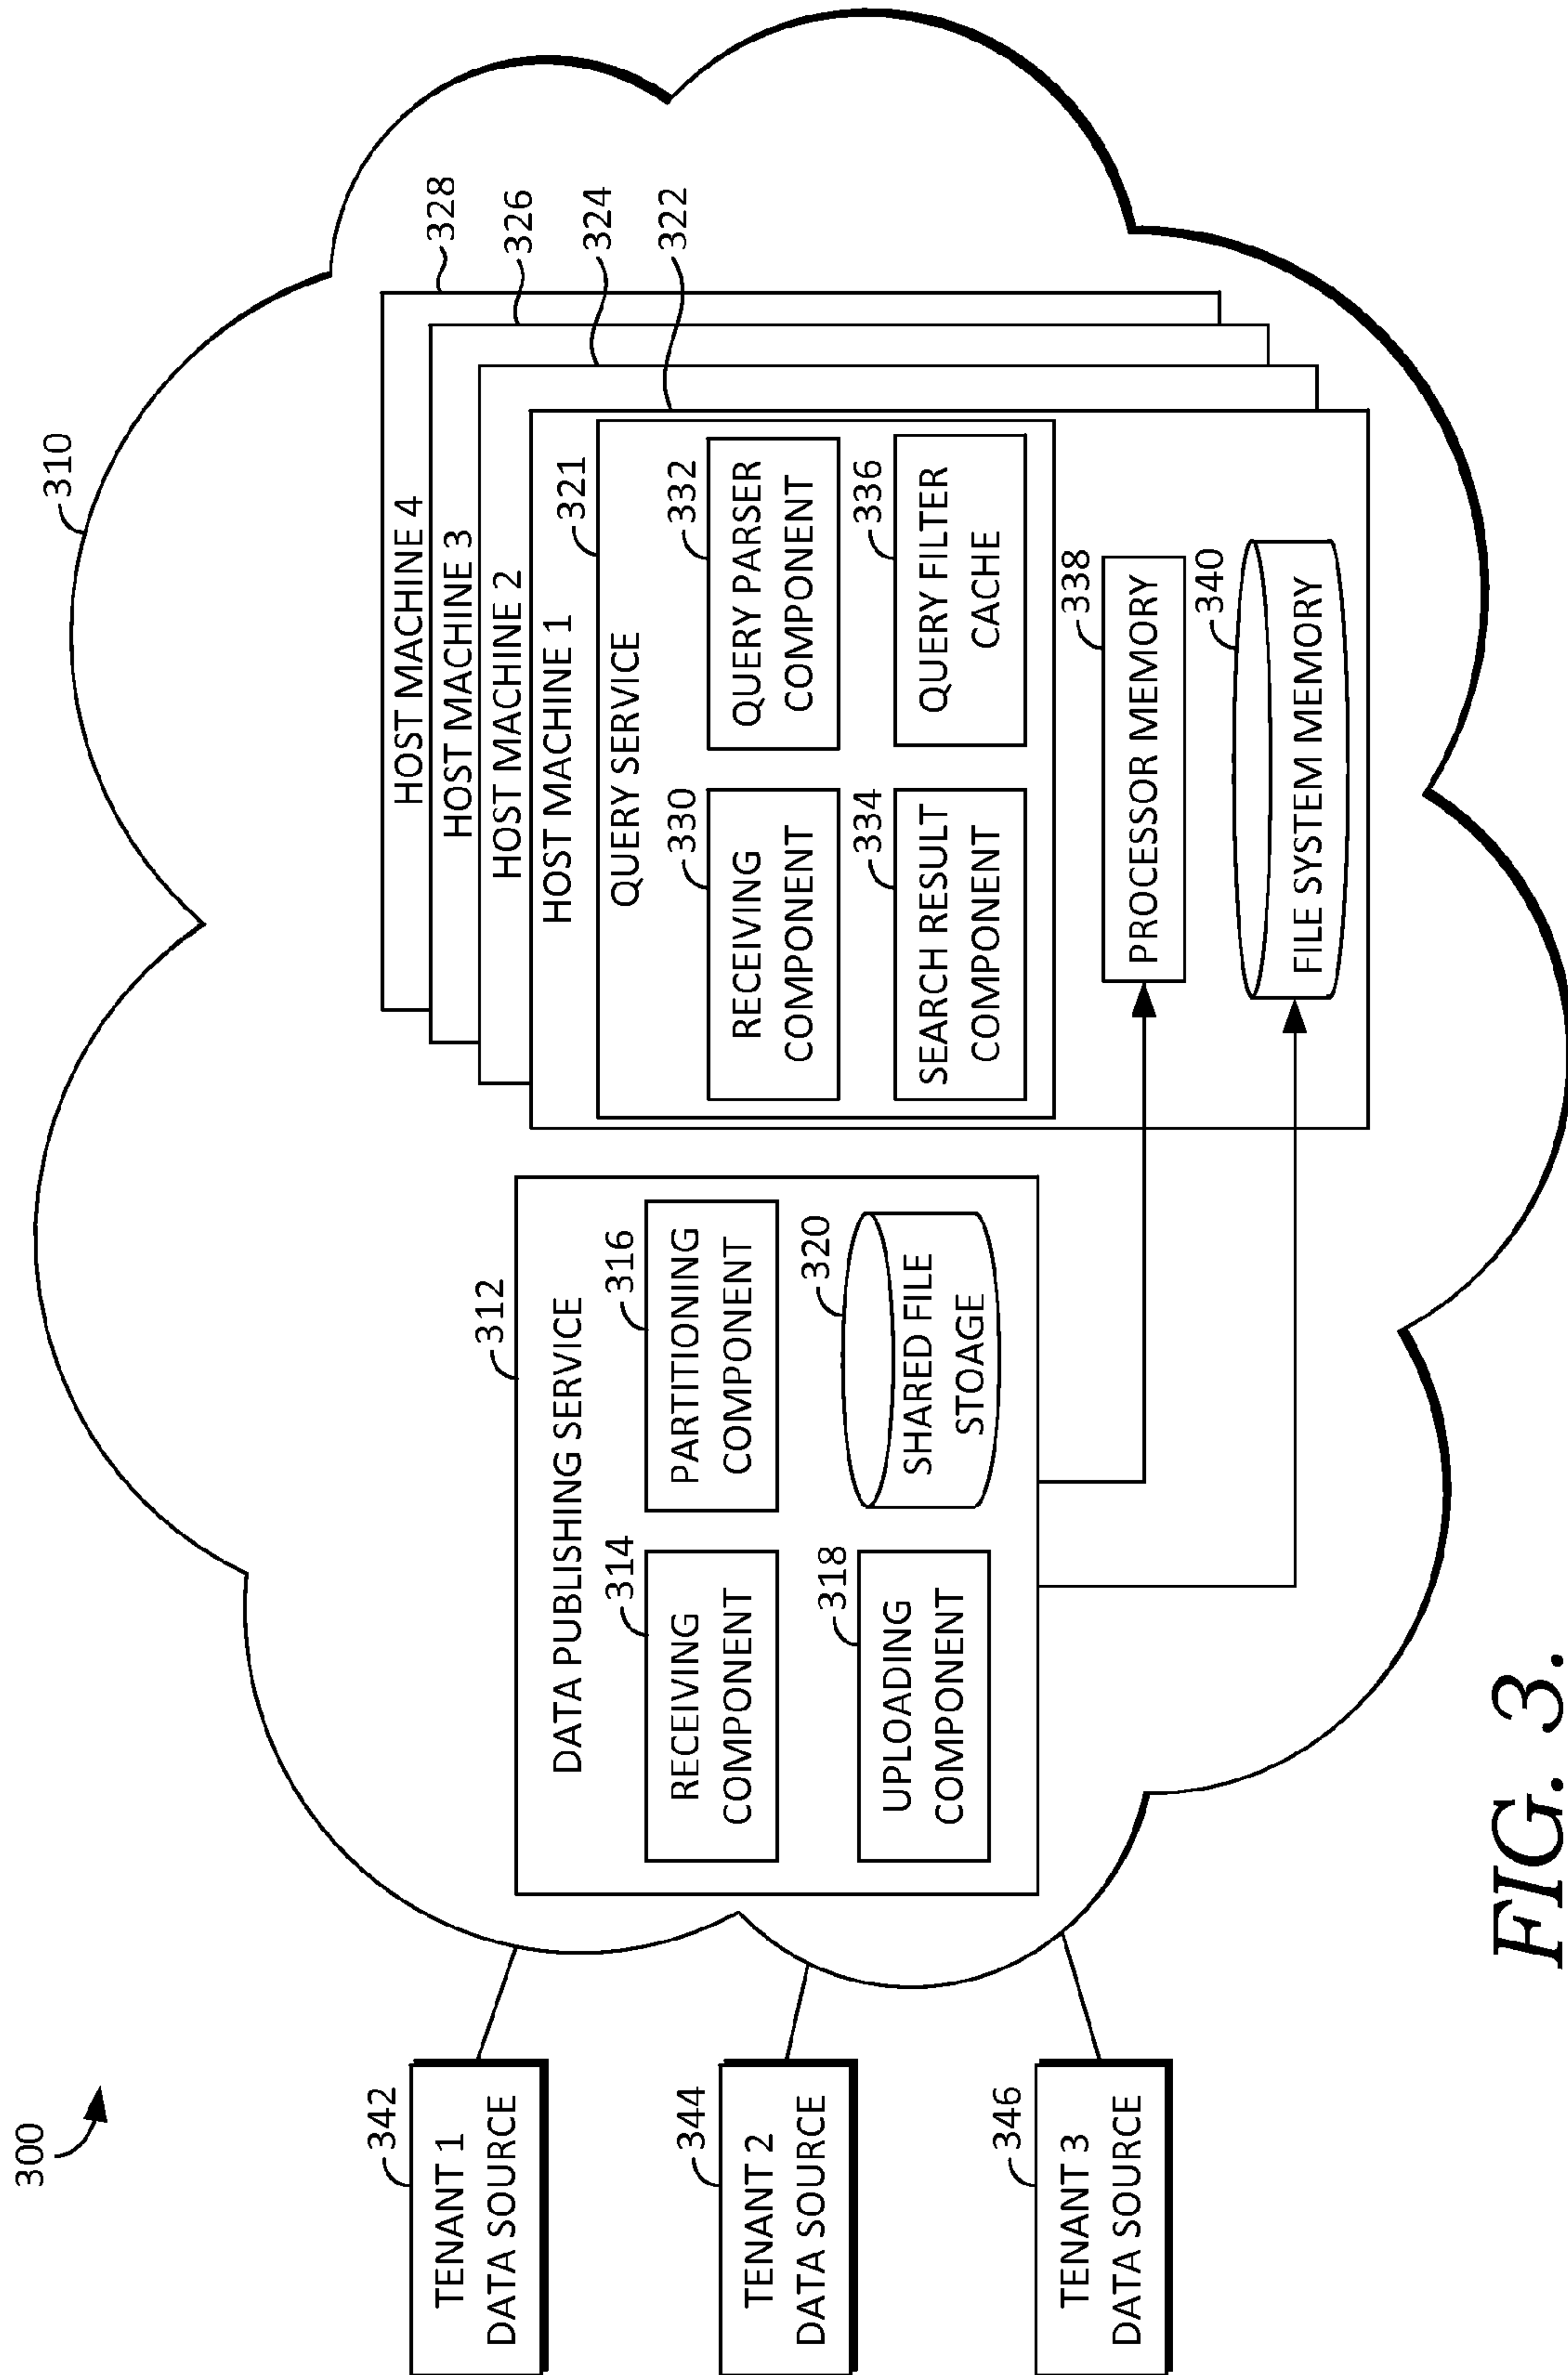 300
310
342
TENANT 1
DATA SOURCE
344
TENANT 2
DATA SOURCE
346
TENANT 3
DATA SOURCE
312
DATA PUBLISHING SERVICE
314
RECEIVING
COMPONENT
316
PARTITIONING
COMPONENT
318
UPLOADING
COMPONENT
320
SHARED FILE
STOAGE
HOST MACHINE 4
328
HOST MACHINE 3
326
HOST MACHINE 2
324
HOST MACHINE 1
322
321
QUERY SERVICE
330
RECEIVING
COMPONENT
332
QUERY PARSER
COMPONENT
334
SEARCH RESULT
COMPONENT
336
QUERY FILTER
CACHE
338
PROCESSOR MEMORY
340
FILE SYSTEM MEMORY
FIG. 3.